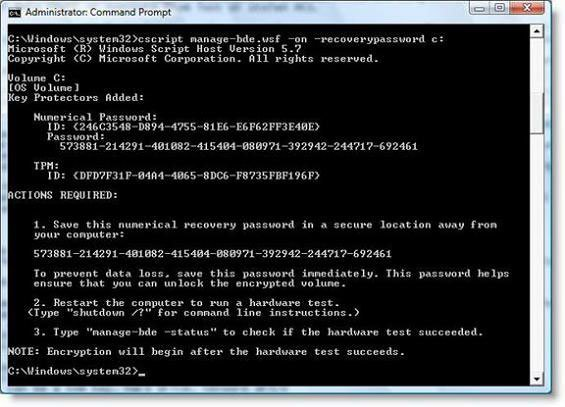 Administrator: Command Prompt
C:\Windows\system32>cscript manage-bde.wsf -on -recoverypassword c:
Microsoft (R) Windows Script Host Version 5.7
Copyright (C) Microsoft Corporation. All rights reserved.
Volume C:
[OS Volume]
Key Protectors Added:
Numerical Password:
ID: {246C3548-D894-4755-81E6-E6F62FF3E40E}
Password:
573881-214291-401082-415404-080971-392942-244717-692461
TPM:
ID: {DFD7F31F-04A4-4065-8DC6-F8735FBF196F}
ACTIONS REQUIRED:
1. Save this numerical recovery password in a secure location away from
your computer:
573881-214291-401082-415404-080971-392942-244717-692461
To prevent data loss, save this password immediately. This password helps
ensure that you can unlock the encrypted volume.
2. Restart the computer to run a hardware test.
(Type "shutdown /?" for command line instructions.)
3. Type "manage-bde -status" to check if the hardware test succeeded.
NOTE: Encryption will begin after the hardware test succeeds.
C:\Windows\system32>_